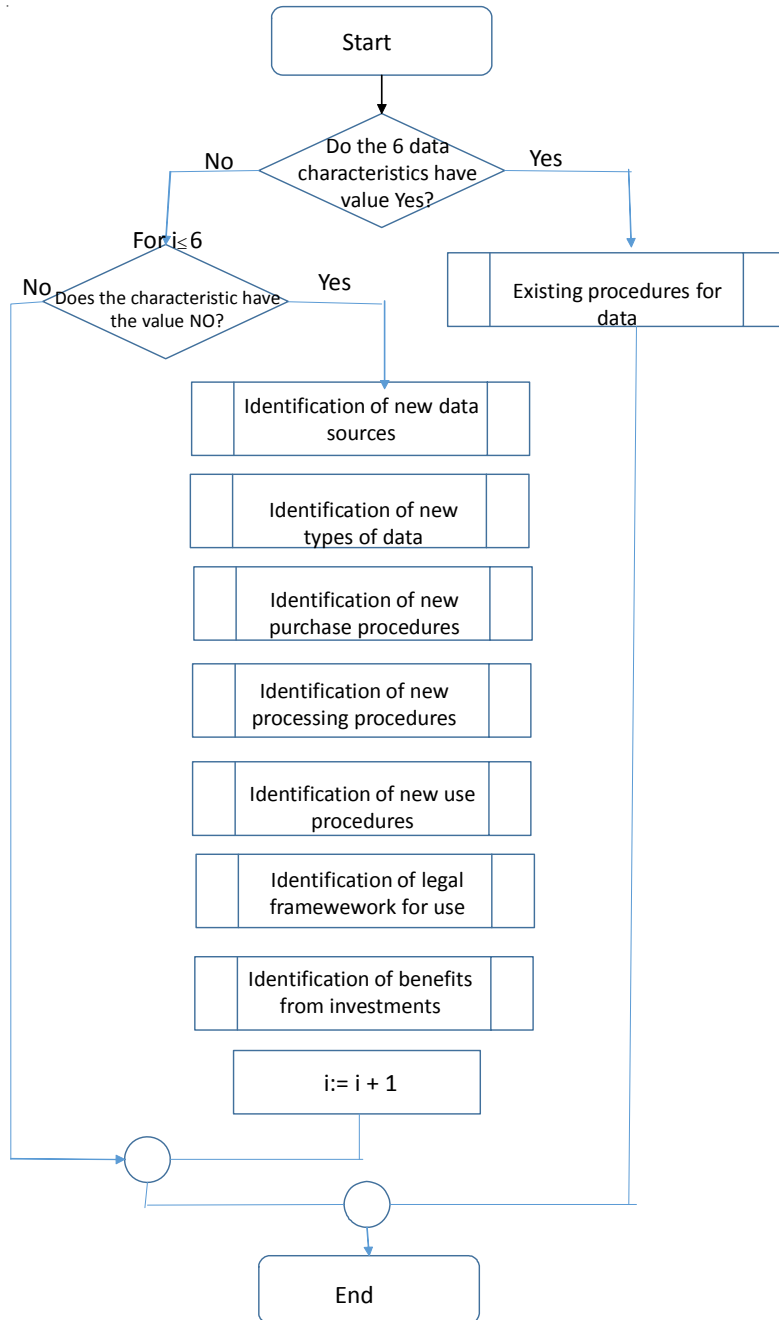 Start
Do the 6 data
characteristics have
value Yes?
No
Yes
For i≤ 6
No
Does the characteristic have
the value NO?
Yes
Existing procedures for
data
Identification of new data
sources
Identification of new
types of data
Identification of new
purchase procedures
Identification of new
processing procedures
Identification of new use
procedures
Identification of legal
framewework for use
Identification of benefits
from investments
i:= i + 1
End